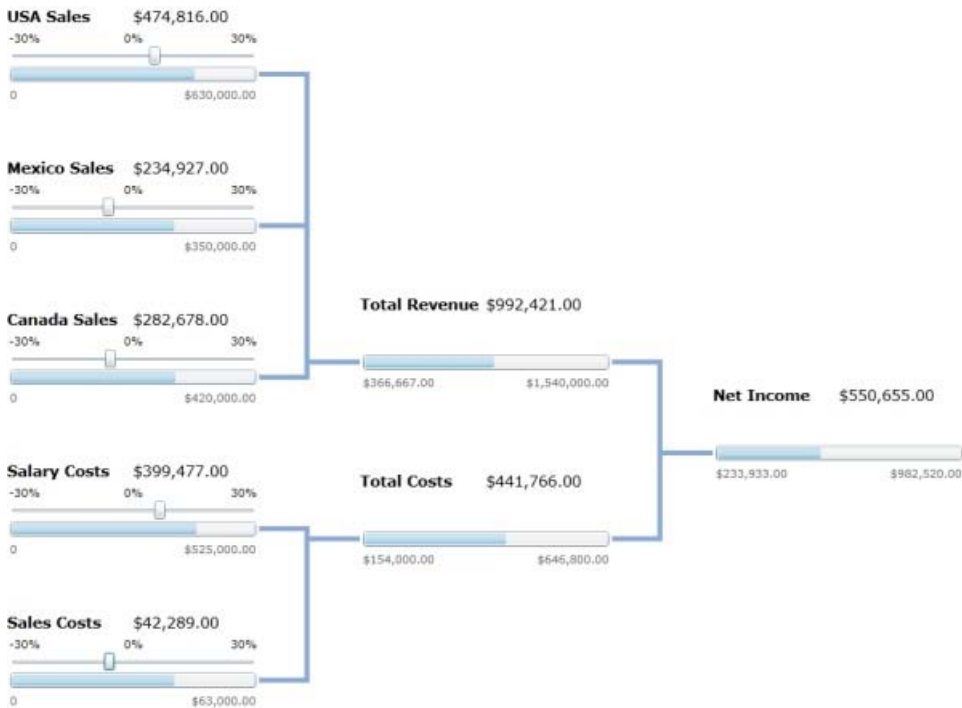 USA Sales $474,816.00
-30% 0% 30%
0 $630,000.00
Mexico Sales $234,927.00
-30% 0% 30%
0 $350,000.00
Canada Sales $282,678.00
-30% 0% 30%
0 $420,000.00
Salary Costs $399,477.00
-30% 0% 30%
0 $525,000.00
Sales Costs $42,289.00
-30% 0% 30%
0 $63,000.00
Total Revenue $992,421.00
$366,667.00 $1,540,000.00
Total Costs $441,766.00
$154,000.00 $646,800.00
Net Income $550,655.00
$233,933.00 $982,520.00